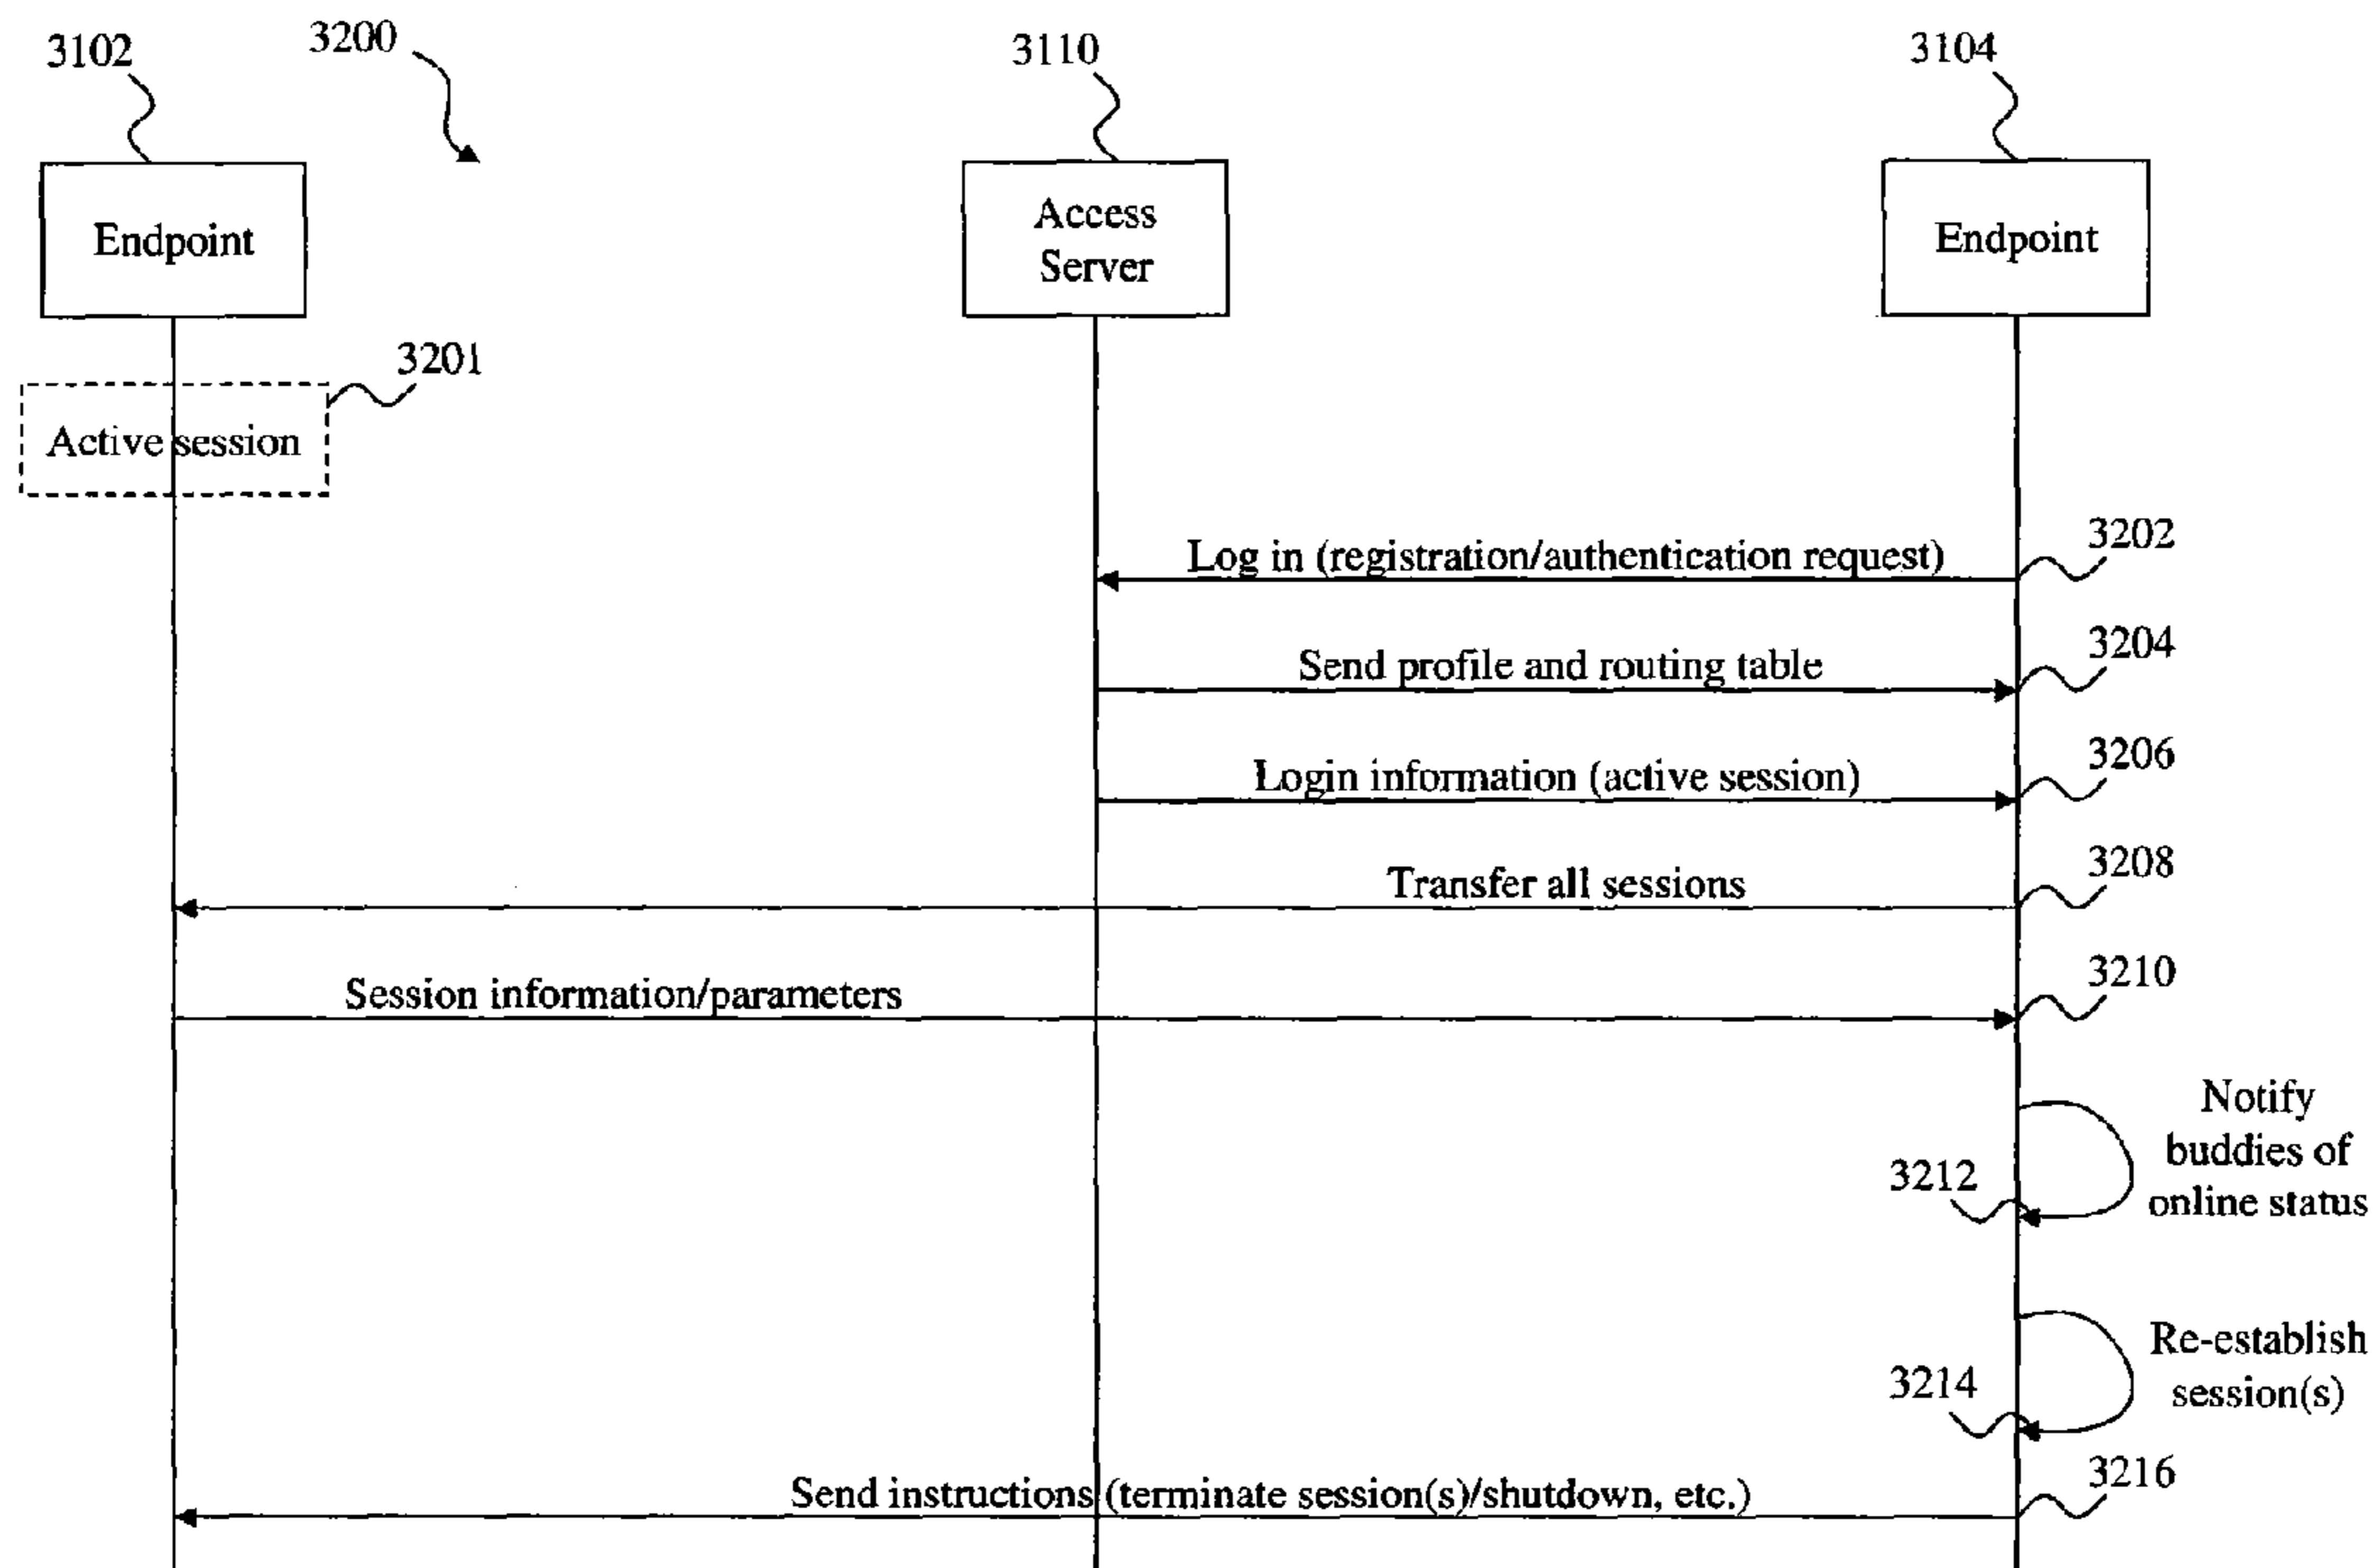 3102
3200
3110
3104
Endpoint
Access
Server
Endpoint
3201
Active session
Log in (registration/authentication request)
3202
Send profile and routing table
3204
Login information (active session)
3206
Transfer all sessions
3208
Session information/parameters
3210
Notify
buddies of
online status
3212
Re-establish
session(s)
3214
Send instructions (terminate session(s)/shutdown, etc.)
3216